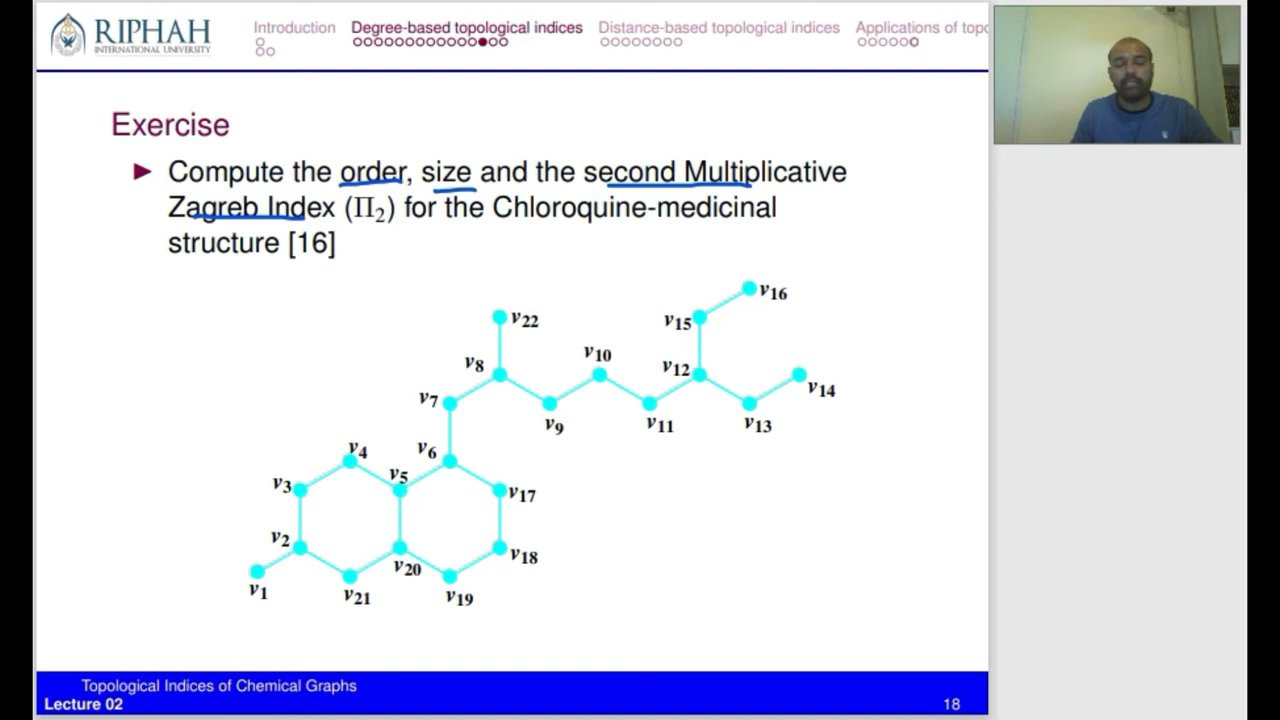 RIPHAH
INTERNATIONAL UNIVERSITY
Introduction
Degree-based topological indices
Distance-based topological indices
Applications of topo
Exercise
Compute the order, size and the second Multiplicative
Zagreb Index (Π2) for the Chloroquine-medicinal
structure [16]
v16
v22
v15
v10
v8
v12
v14
v7
v9
v11
v13
v4
v6
v5
v3
v17
v2
v18
v20
v1
v21
v19
Topological Indices of Chemical Graphs
Lecture 02
18